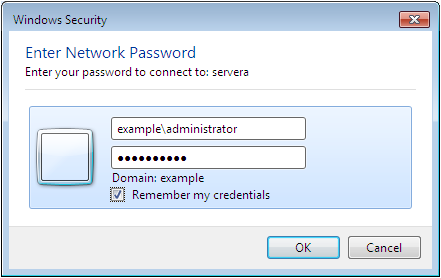 Windows Security
Enter Network Password
Enter your password to connect to: servera
example\administrator
●●●●●●●●●●
Domain: example
Remember my credentials
OK
Cancel